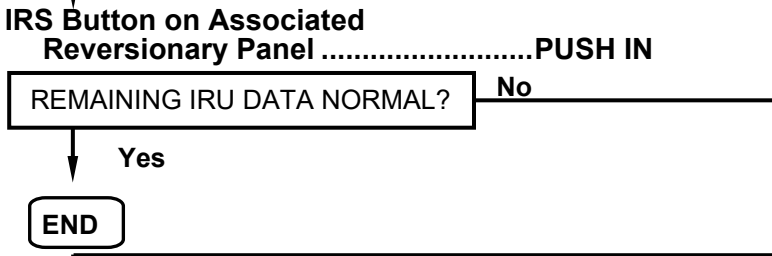 IRS Button on Associated
Reversionary Panel ..........................PUSH IN
REMAINING IRU DATA NORMAL? No
Yes
END